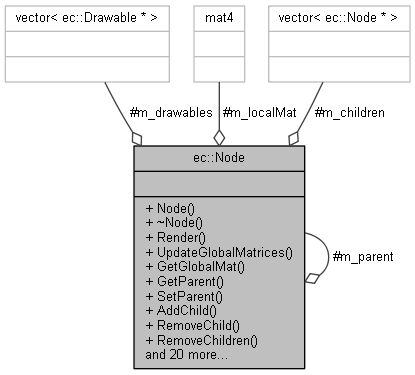 vector< ec::Drawable * >
mat4
vector< ec::Node * >
#m_drawables
#m_localMat
#m_children
ec::Node
+ Node()
+ ~Node()
+ Render()
+ UpdateGlobalMatrices()
+ GetGlobalMat()
+ GetParent()
+ SetParent()
+ AddChild()
+ RemoveChild()
+ RemoveChildren()
and 20 more...
#m_parent